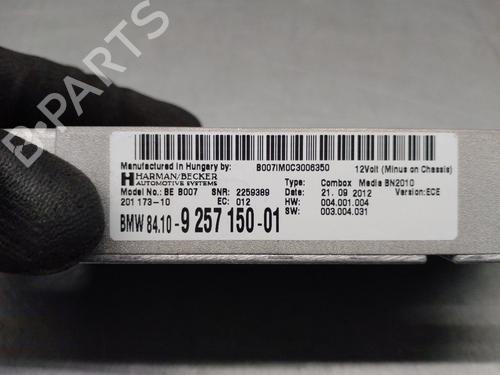 Manufactured in Hungary by: B007IM0C3006350 12Volt (Minus on Chassis)
HARMAN/BECKER Type: Combox Media BN2010
AUTOMOTIVE SYSTEMS
Model No.: BE B007 SNR: 2259389 Date: 21. 09 2012 Version: ECE
201 173-10 EC: 012 HW: 004.001.004
BMW 84.10-9 257 150-01 SW: 003.004.031
B-PARTS